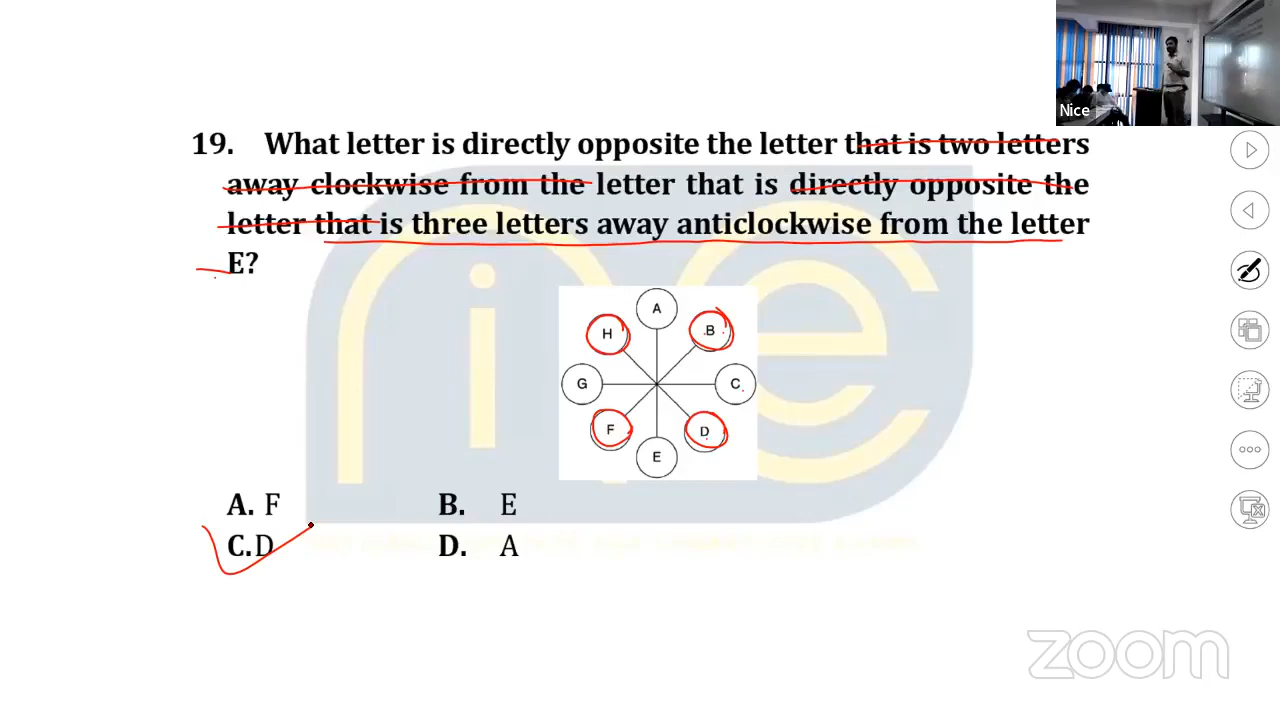 Nice
19. What letter is directly opposite the letter that is two letters
away clockwise from the letter that is directly opposite the
letter that is three letters away anticlockwise from the letter
E?
A
H B
G C
F D
E
A. F B. E
C.D D. A
zoom